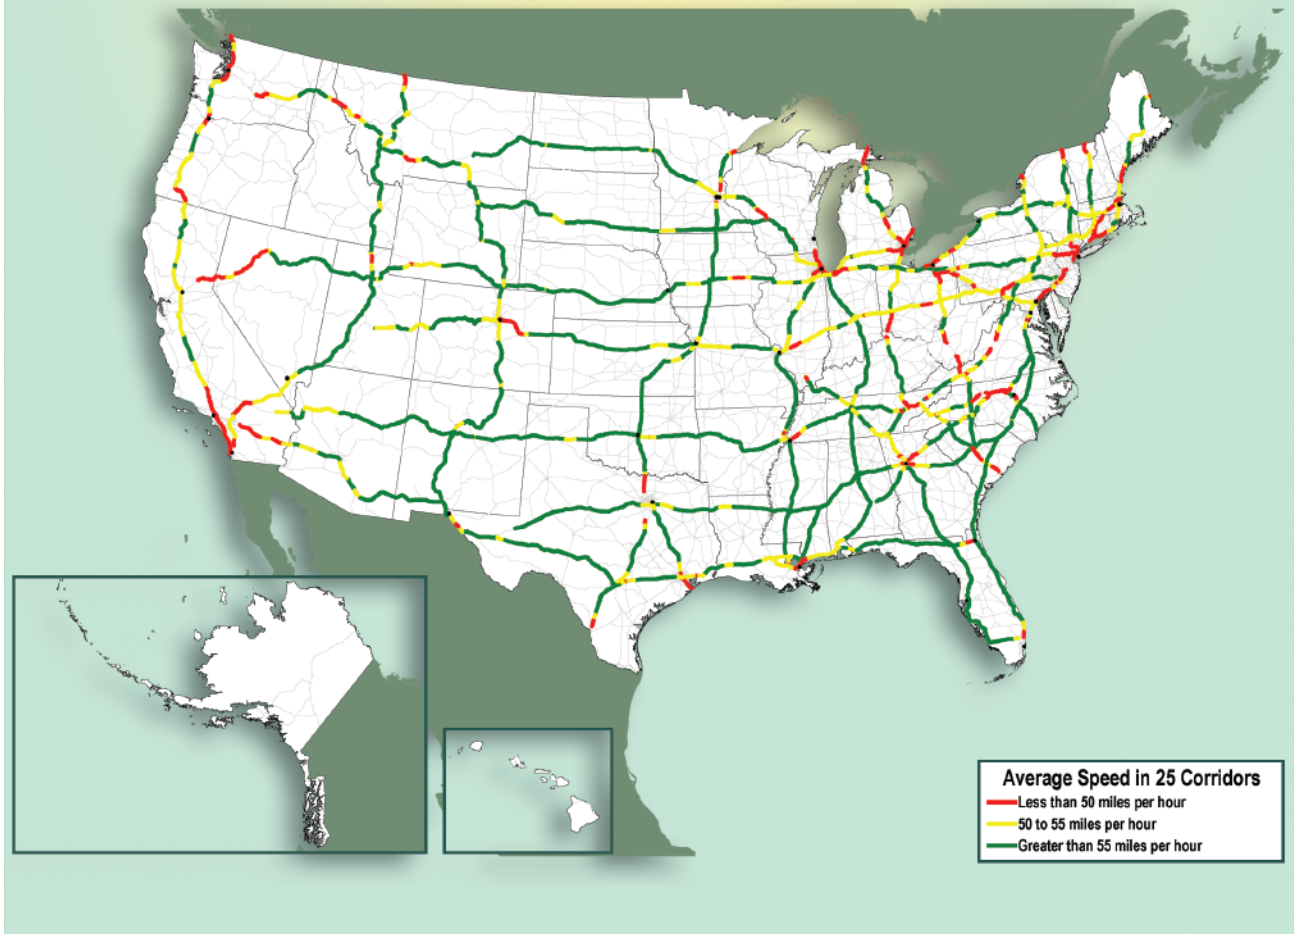 Average Speed in 25 Corridors
Less than 50 miles per hour
50 to 55 miles per hour
Greater than 55 miles per hour